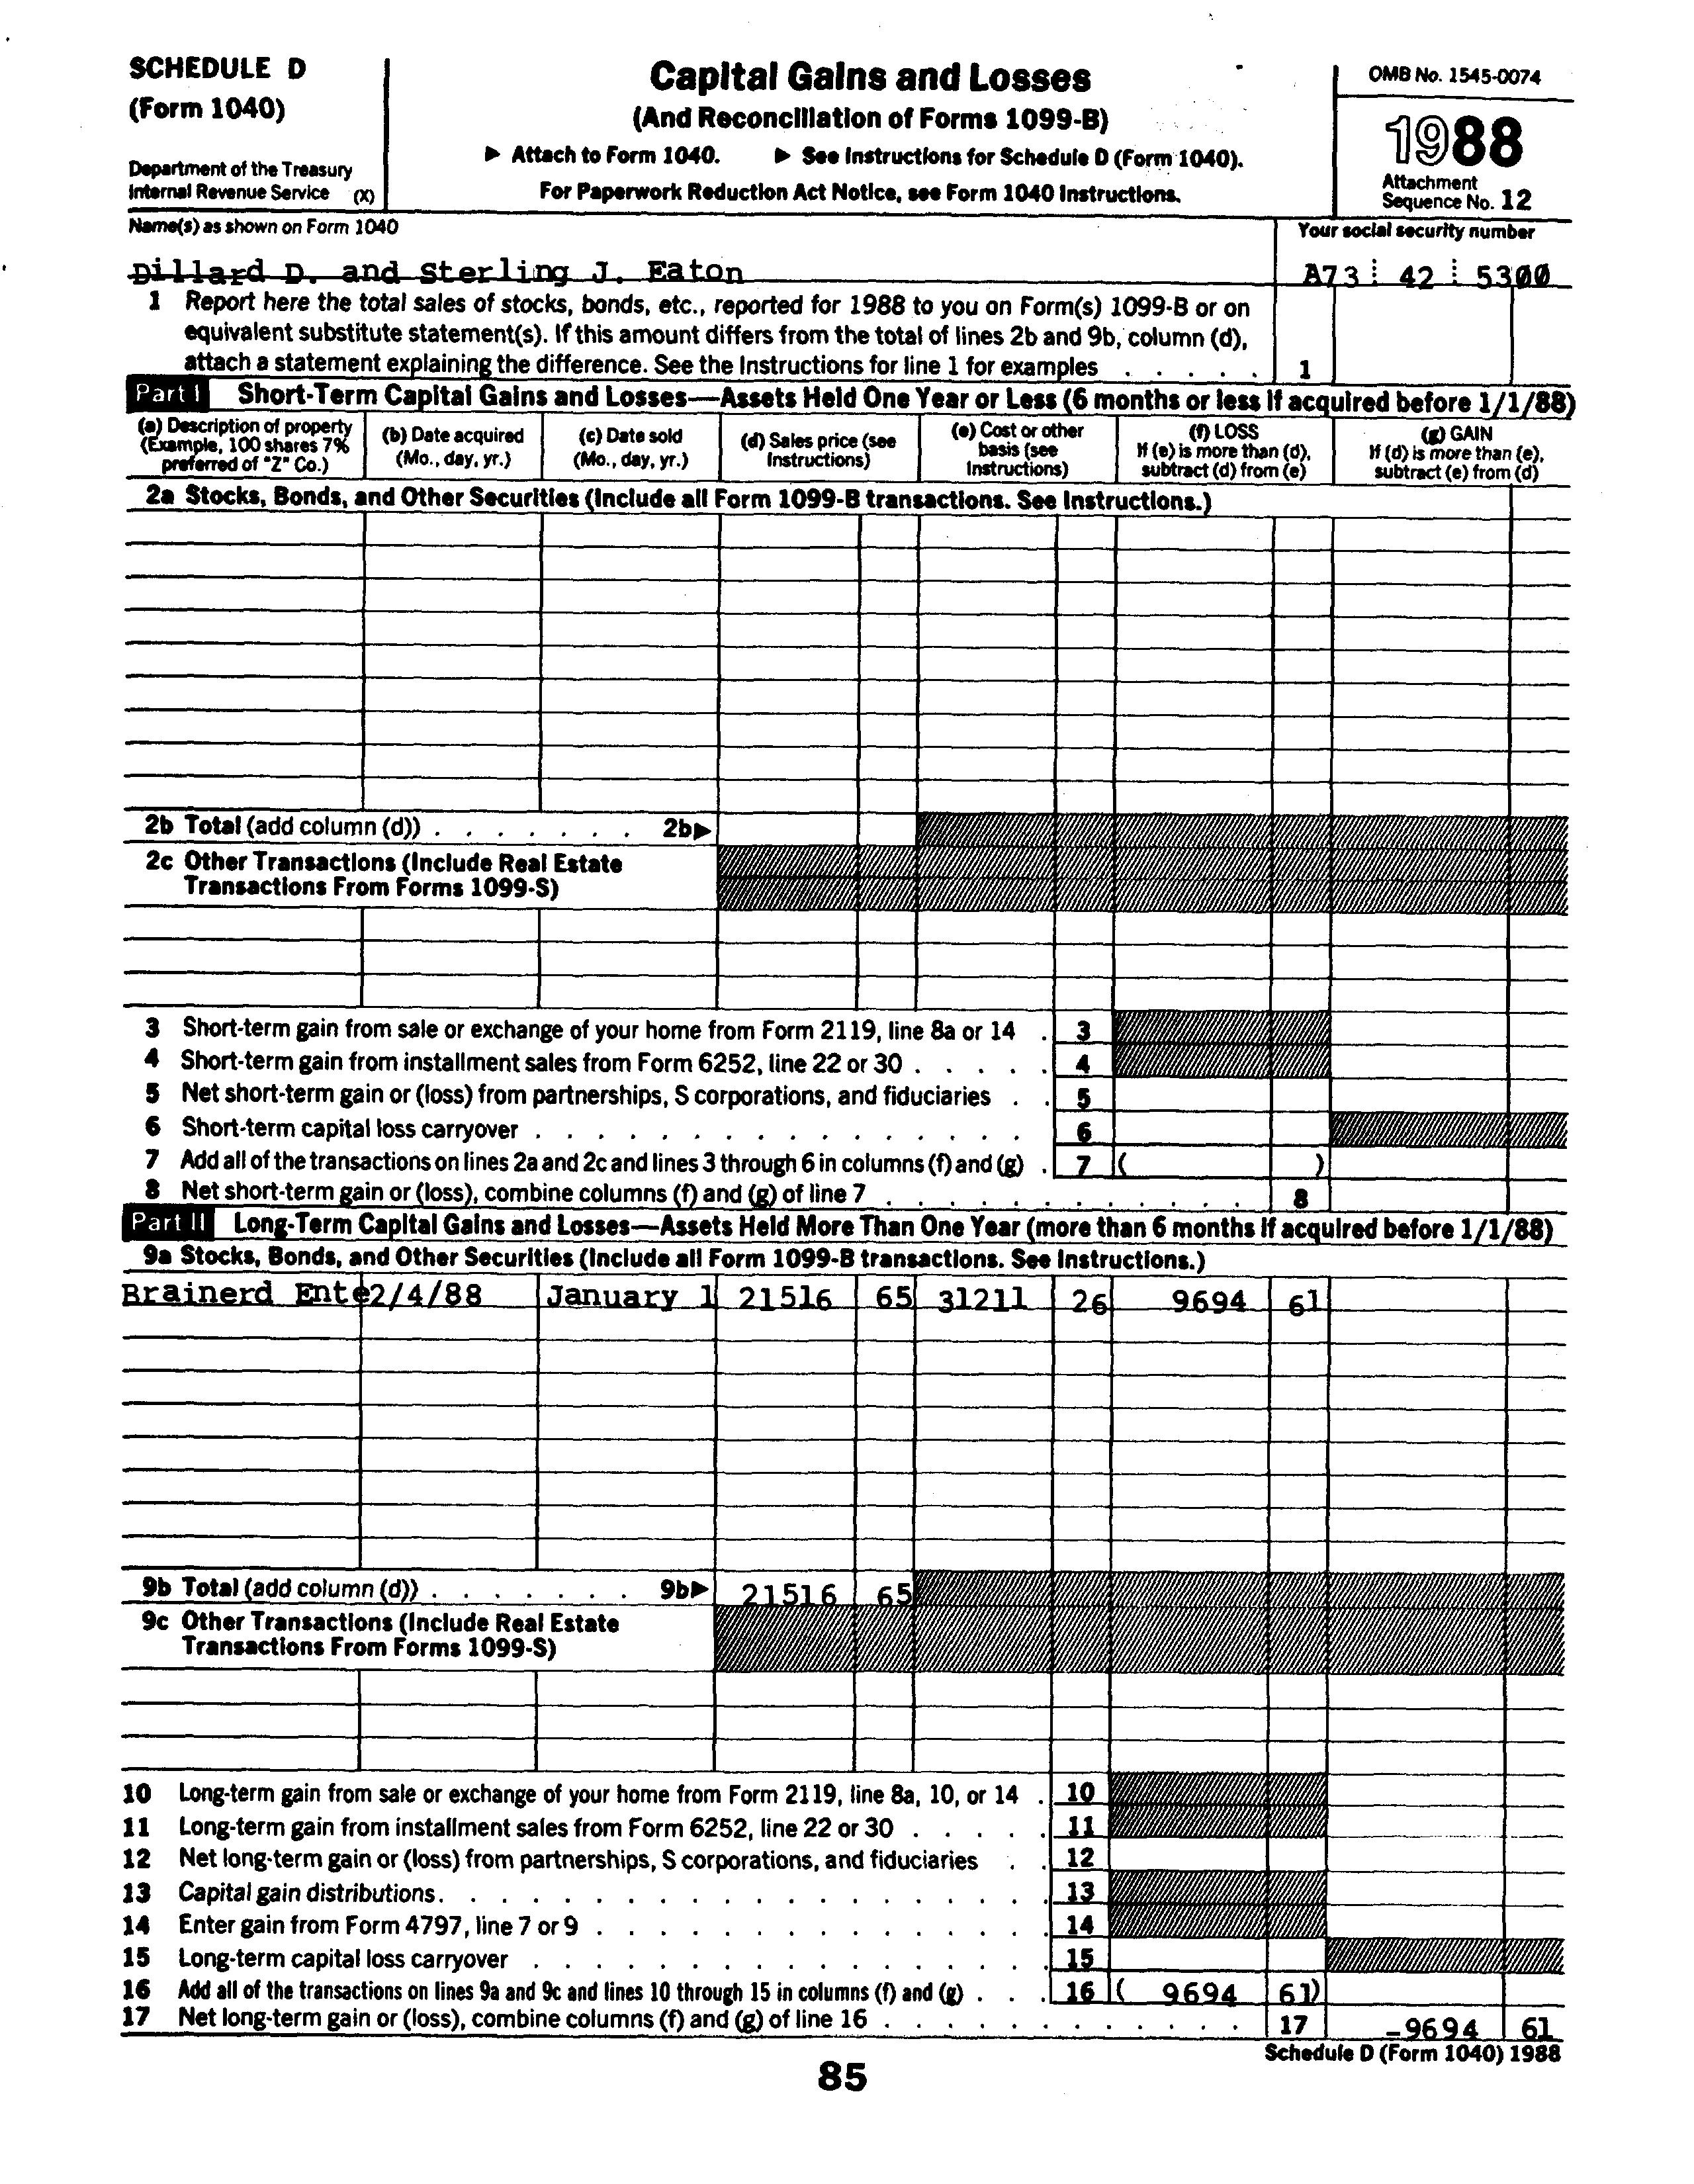 SCHEDULE D
(Form 1040)
Department of the Treasury
Internal Revenue Service (X)
Capital Gains and Losses
(And Reconciliation of Forms 1099-B)
▶ Attach to Form 1040. ▶ See Instructions for Schedule D (Form 1040).
For Paperwork Reduction Act Notice, see Form 1040 Instructions.
OMB No. 1545-0074
1988
Attachment
Sequence No. 12
Name(s) as shown on Form 1040
Your social security number
Dillard D. and Sterling J. Eaton
A73 42 5300
1 Report here the total sales of stocks, bonds, etc., reported for 1988 to you on Form(s) 1099-B or on
equivalent substitute statement(s). If this amount differs from the total of lines 2b and 9b, column (d),
attach a statement explaining the difference. See the Instructions for line 1 for examples . . . . . 1
Part I Short-Term Capital Gains and Losses—Assets Held One Year or Less (6 months or less if acquired before 1/1/88)
(a) Description of property
(Example, 100 shares 7%
preferred of "Z" Co.)
(b) Date acquired
(Mo., day, yr.)
(c) Date sold
(Mo., day, yr.)
(d) Sales price (see
Instructions)
(e) Cost or other
basis (see
Instructions)
(f) LOSS
If (e) is more than (d),
subtract (d) from (e)
(g) GAIN
If (d) is more than (e),
subtract (e) from (d)
2a Stocks, Bonds, and Other Securities (Include all Form 1099-B transactions. See Instructions.)
2b Total (add column (d)) . . . . . . . 2b▶
2c Other Transactions (Include Real Estate
Transactions From Forms 1099-S)
3 Short-term gain from sale or exchange of your home from Form 2119, line 8a or 14 . 3
4 Short-term gain from installment sales from Form 6252, line 22 or 30 . . . . . 4
5 Net short-term gain or (loss) from partnerships, S corporations, and fiduciaries . . 5
6 Short-term capital loss carryover . . . . . . . . . . . . . . . . 6
7 Add all of the transactions on lines 2a and 2c and lines 3 through 6 in columns (f) and (g) . 7 ( )
8 Net short-term gain or (loss), combine columns (f) and (g) of line 7 . . . . . . . . . . . . 8
Part II Long-Term Capital Gains and Losses—Assets Held More Than One Year (more than 6 months if acquired before 1/1/88)
9a Stocks, Bonds, and Other Securities (Include all Form 1099-B transactions. See Instructions.)
Brainerd Ente 2/4/88 January 1 21516 65 31211 26 9694 61
9b Total (add column (d)) . . . . . . . 9b▶ 21516 65
9c Other Transactions (Include Real Estate
Transactions From Forms 1099-S)
10 Long-term gain from sale or exchange of your home from Form 2119, line 8a, 10, or 14 . 10
11 Long-term gain from installment sales from Form 6252, line 22 or 30 . . . . . 11
12 Net long-term gain or (loss) from partnerships, S corporations, and fiduciaries . . 12
13 Capital gain distributions. . . . . . . . . . . . . . . . . . . . 13
14 Enter gain from Form 4797, line 7 or 9 . . . . . . . . . . . . . . . 14
15 Long-term capital loss carryover . . . . . . . . . . . . . . . . . 15
16 Add all of the transactions on lines 9a and 9c and lines 10 through 15 in columns (f) and (g) . . . 16 ( 9694 61)
17 Net long-term gain or (loss), combine columns (f) and (g) of line 16 . . . . . . . . . . . . 17 -9694 61
Schedule D (Form 1040) 1988
85